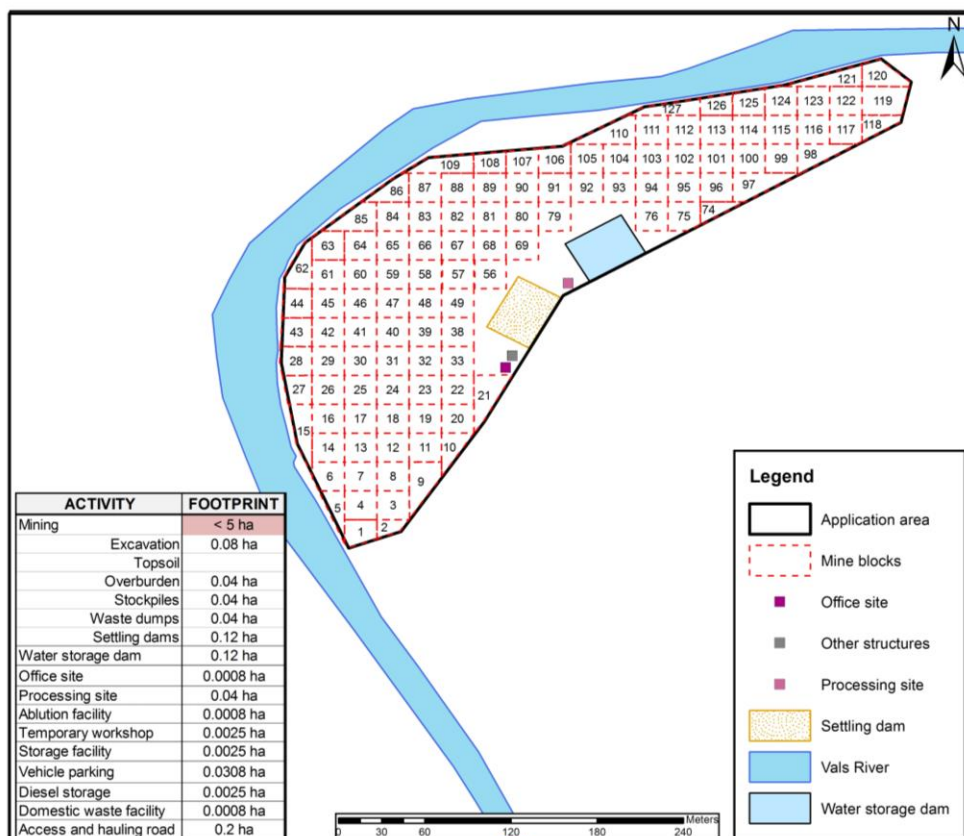 N
121 120
127 126 125 124 123 122 119
110 111 112 113 114 115 116 117 118
109 108 107 106 105 104 103 102 101 100 99 98
86 87 88 89 90 91 92 93 94 95 96 97
85 84 83 82 81 80 79 76 75 74
63 64 65 66 67 68 69
62 61 60 59 58 57 56
44 45 46 47 48 49
43 42 41 40 39 38
28 29 30 31 32 33
27 26 25 24 23 22 21
15 16 17 18 19 20
14 13 12 11 10
6 7 8 9
5 4 3
1 2
ACTIVITY FOOTPRINT
Mining < 5 ha
Excavation 0.08 ha
Topsoil
Overburden 0.04 ha
Stockpiles 0.04 ha
Waste dumps 0.04 ha
Settling dams 0.12 ha
Water storage dam 0.12 ha
Office site 0.0008 ha
Processing site 0.04 ha
Ablution facility 0.0008 ha
Temporary workshop 0.0025 ha
Storage facility 0.0025 ha
Vehicle parking 0.0308 ha
Diesel storage 0.0025 ha
Domestic waste facility 0.0008 ha
Access and hauling road 0.2 ha
Meters
0 15 30 60 120 180 240
Legend
Application area
Mine blocks
Office site
Other structures
Processing site
Settling dam
Vals River
Water storage dam